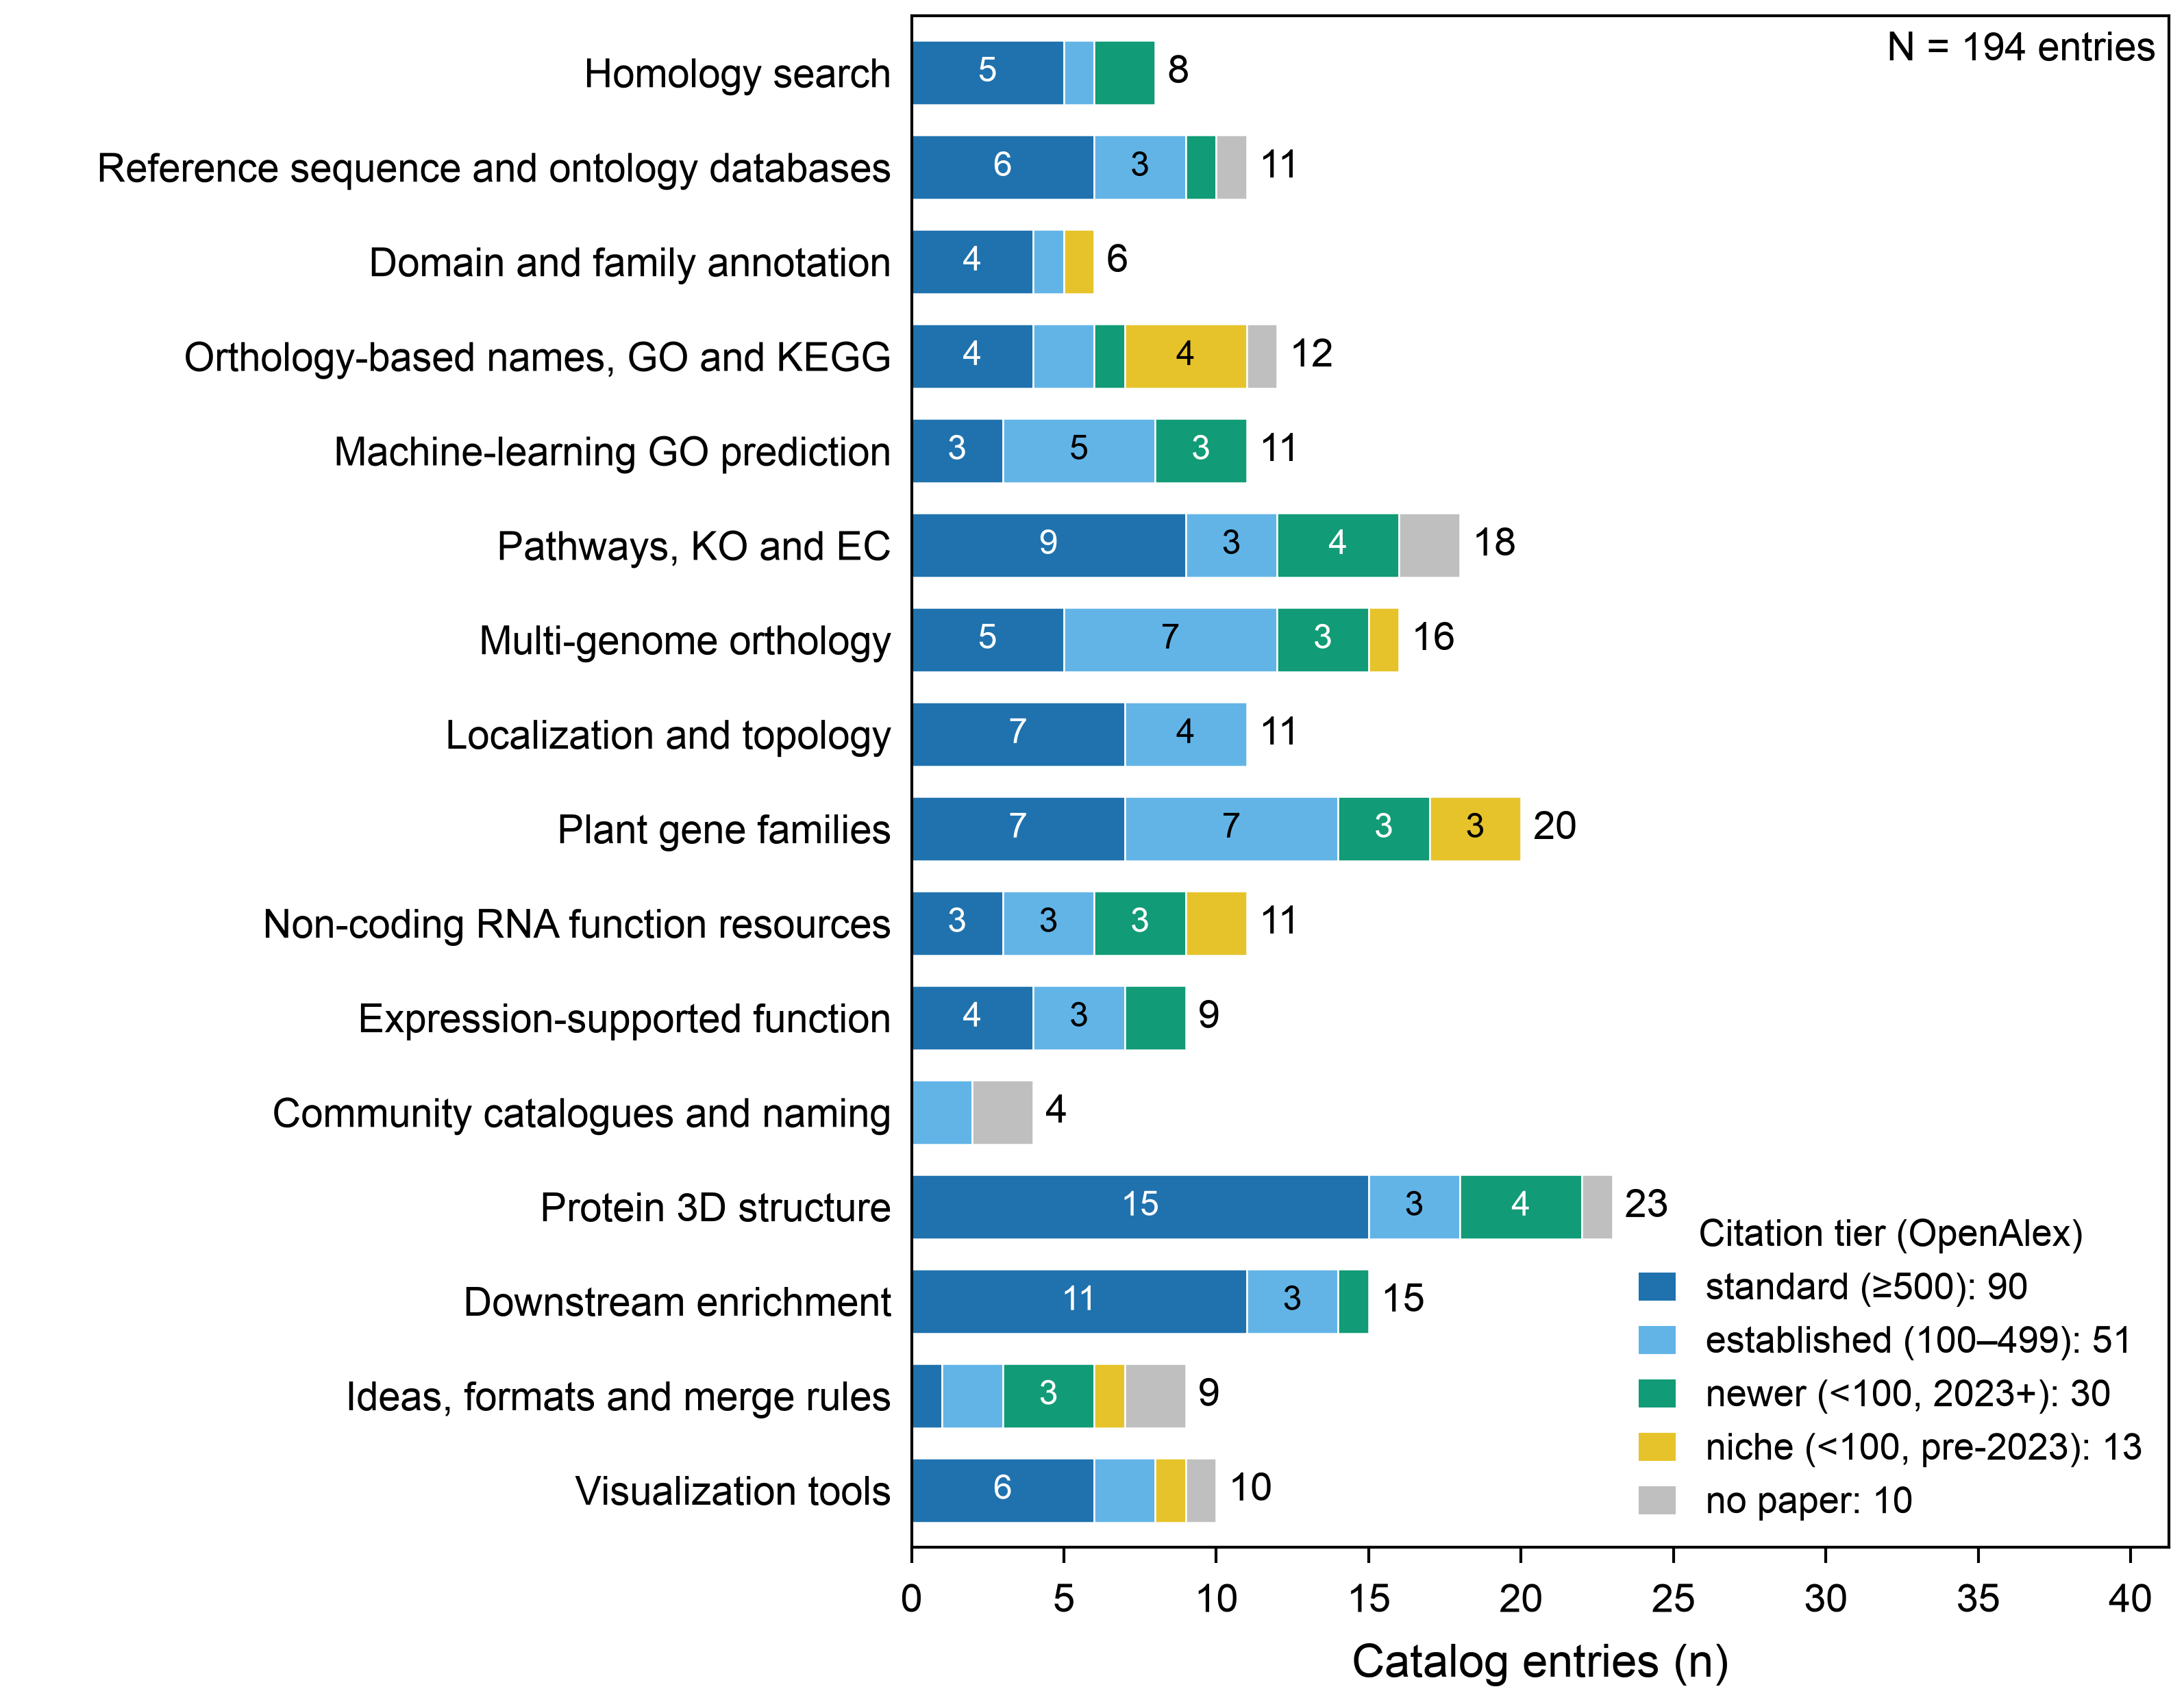 N = 194 entries
Homology search 5 8
Reference sequence and ontology databases 6 3 11
Domain and family annotation 4 6
Orthology-based names, GO and KEGG 4 4 12
Machine-learning GO prediction 3 5 3 11
Pathways, KO and EC 9 3 4 18
Multi-genome orthology 5 7 3 16
Localization and topology 7 4 11
Plant gene families 7 7 3 3 20
Non-coding RNA function resources 3 3 3 11
Expression-supported function 4 3 9
Community catalogues and naming 4
Protein 3D structure 15 3 4 23
Downstream enrichment 11 3 15
Ideas, formats and merge rules 3 9
Visualization tools 6 10
Citation tier (OpenAlex)
standard (≥500): 90
established (100–499): 51
newer (<100, 2023+): 30
niche (<100, pre-2023): 13
no paper: 10
0 5 10 15 20 25 30 35 40
Catalog entries (n)